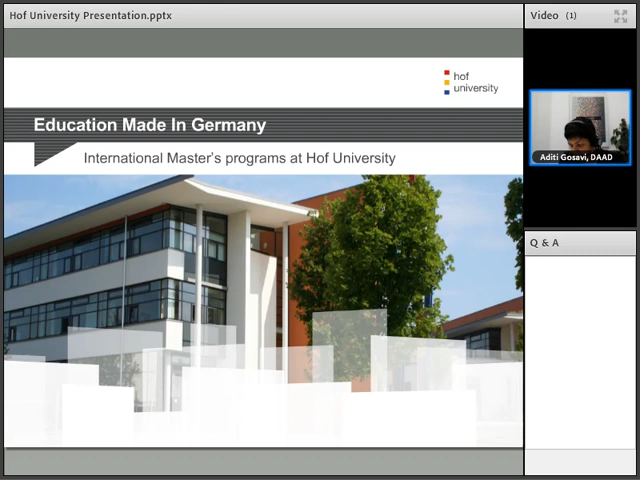 Hof University Presentation.pptx
Video (1)
hof
university
Education Made In Germany
International Master's programs at Hof University
Aditi Gosavi, DAAD
Q & A